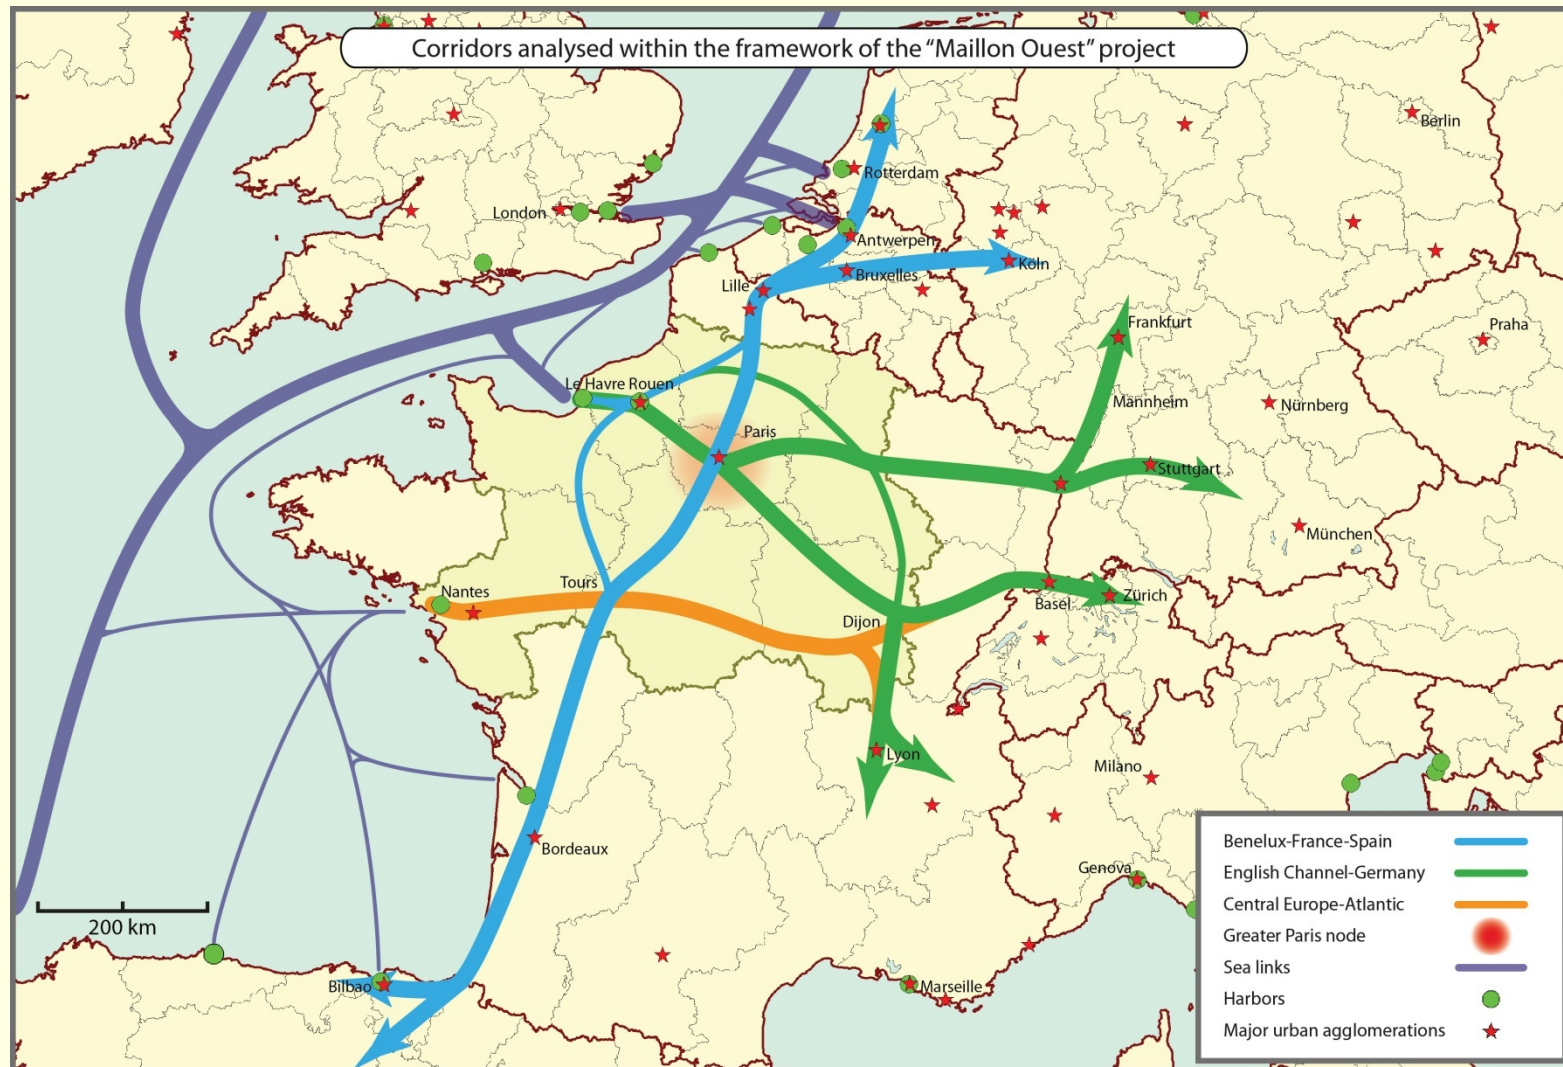 Corridors analysed within the framework of the “Maillon Ouest” project
Berlin
Rotterdam
London
Antwerpen
Köln
Bruxelles
Lille
Frankfurt
Praha
Le Havre Rouen
Mannheim
Nürnberg
Paris
Stuttgart
München
Tours
Nantes
Basel
Zürich
Dijon
Lyon
Milano
Bordeaux
Genova
Marseille
Bilbao
200 km
Benelux-France-Spain
English Channel-Germany
Central Europe-Atlantic
Greater Paris node
Sea links
Harbors
Major urban agglomerations